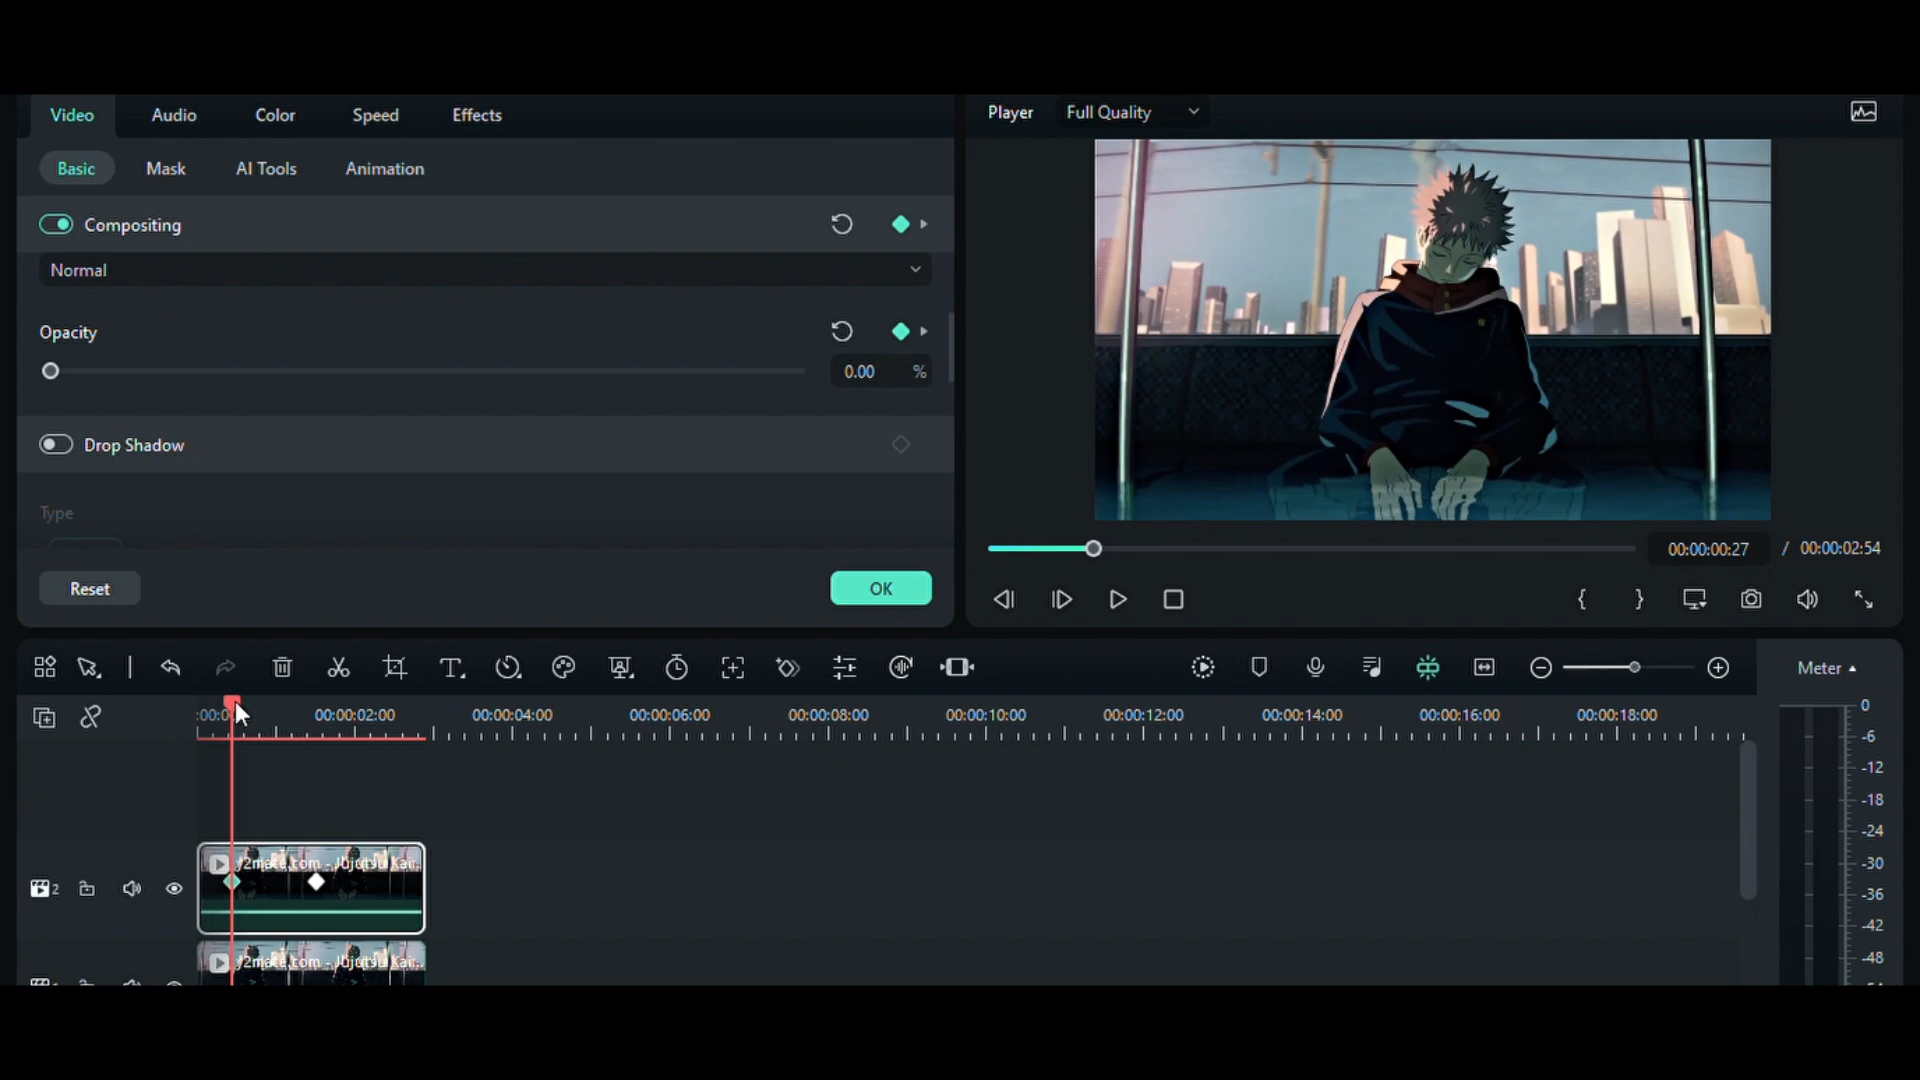 Video Audio Color Speed Effects
Player Full Quality
Basic Mask AI Tools Animation
Compositing
Normal
Opacity
0.00 %
Drop Shadow
Type
Reset OK
00:00:00:27 / 00:00:02:54
Meter
00:00:02:00 00:00:04:00 00:00:06:00 00:00:08:00 00:00:10:00 00:00:12:00 00:00:14:00 00:00:16:00 00:00:18:00
0
-6
-12
-18
-24
-30
-36
-42
-48
y2mate.com - Jujutsu Kai...
2
y2mate.com - Jujutsu Kai...